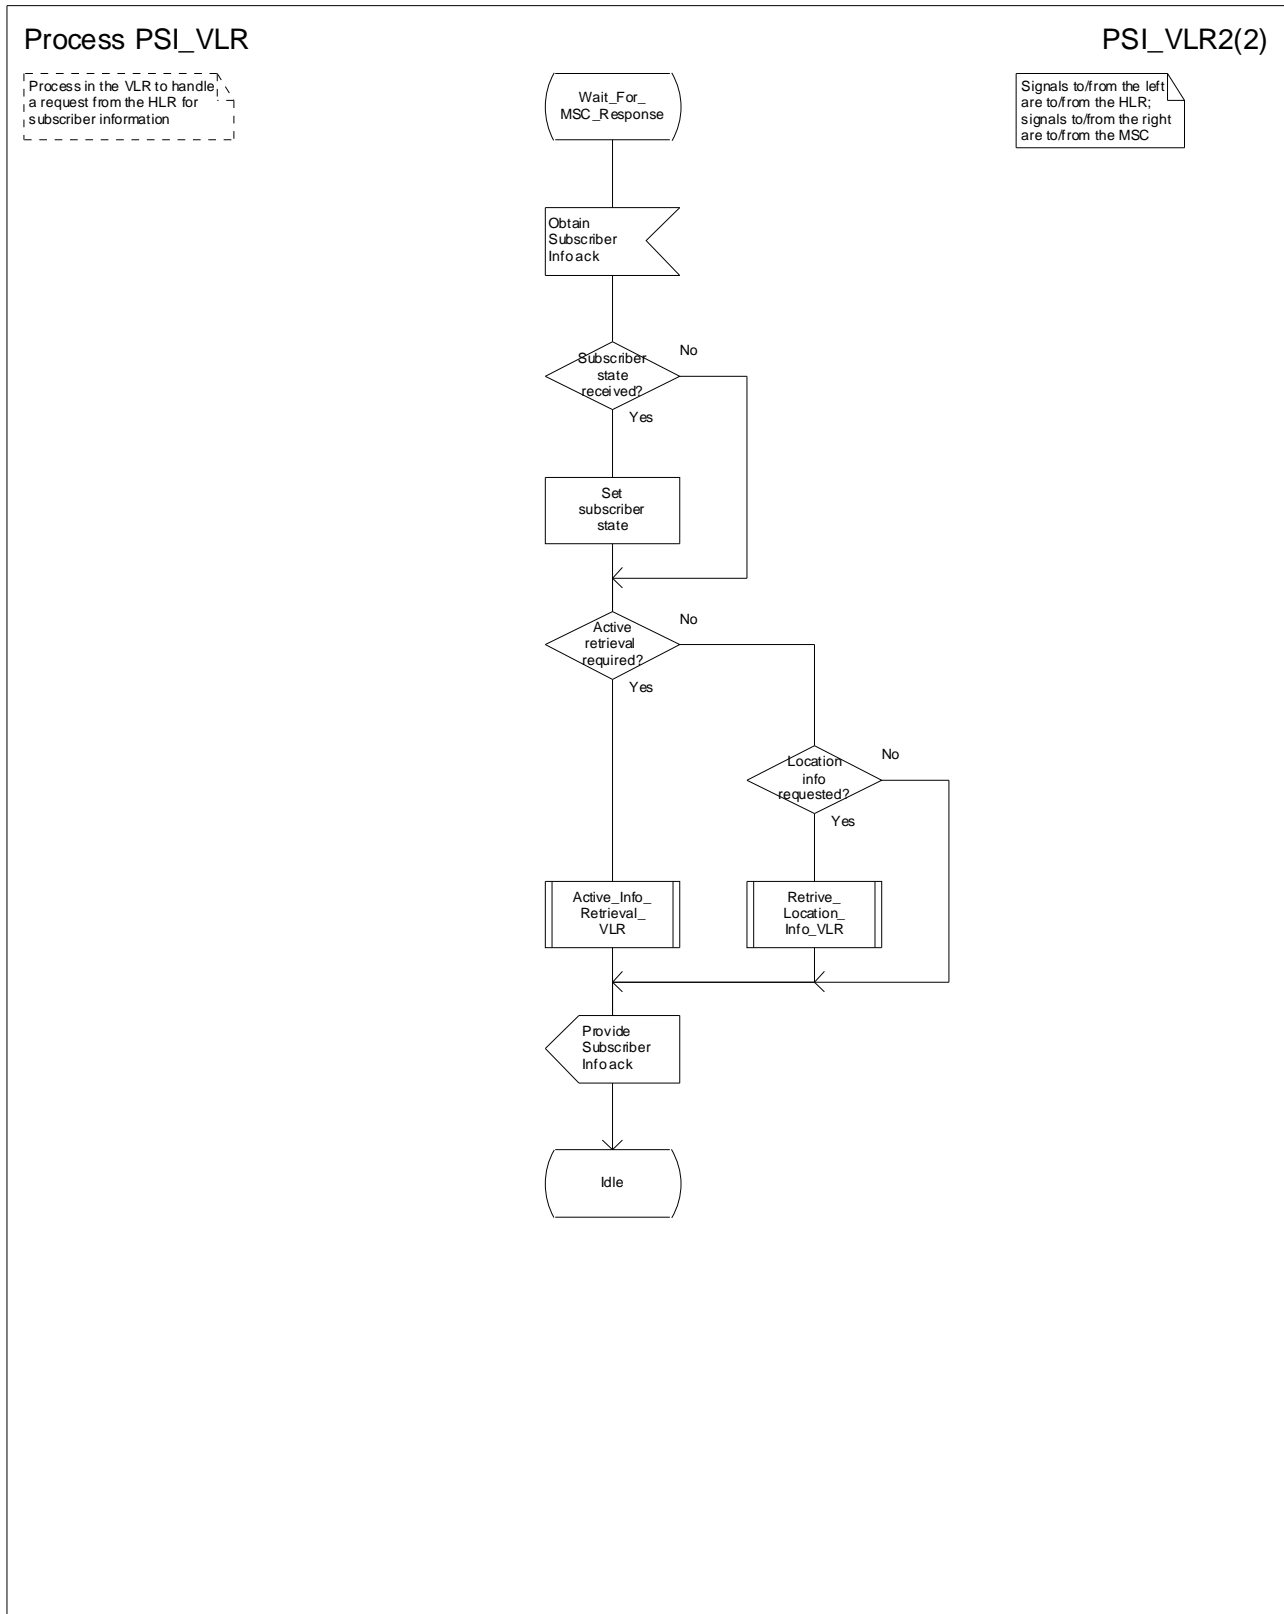 Process PSI_VLR
PSI_VLR2(2)
Process in the VLR to handle
a request from the HLR for
subscriber information
Wait_For_
MSC_Response
Signals to/from the left
are to/from the HLR;
signals to/from the right
are to/from the MSC
Obtain
Subscriber
Info ack
Subscriber
state
received?
No
Yes
Set
subscriber
state
Active
retrieval
required?
No
Yes
Location
info
requested?
No
Yes
Active_Info_
Retrieval_
VLR
Retrive_
Location_
Info_VLR
Provide
Subscriber
Info ack
Idle